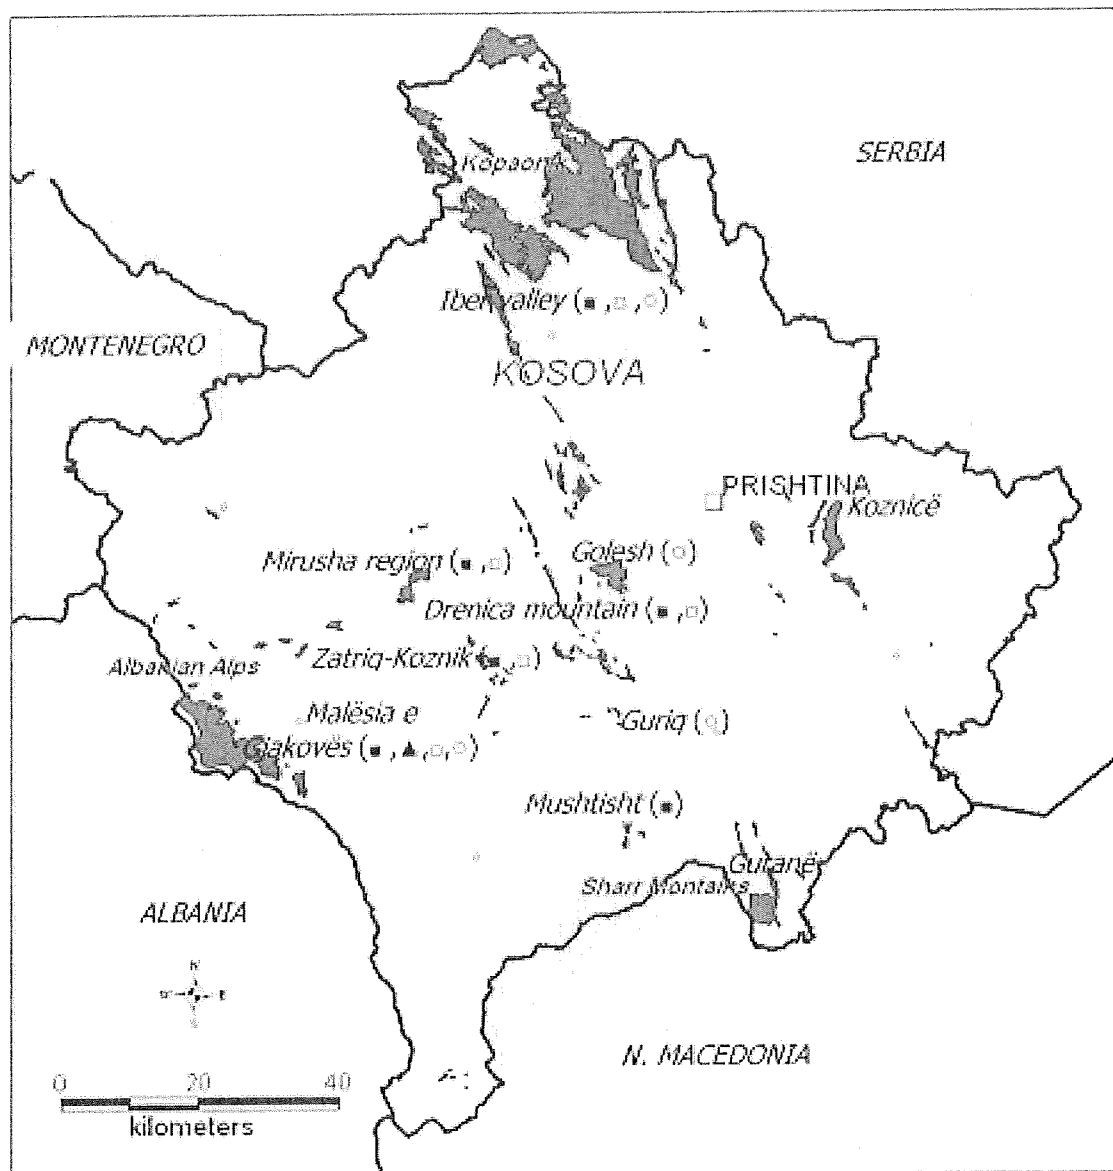 SERBIA
Kopaonik
Iber valley (■,□,○)
MONTENEGRO
KOSOVA
PRISHTINA
Koznicë
Mirusha region (■,□)
Golesh (○)
Drenica mountain (■,□)
Zatriq-Koznik (■,□)
Albanian Alps
Malësia e
Gjakovës (■,▲,□,○)
Guriq (○)
Mushtisht (■)
Guranë
Sharr Montains
ALBANIA
N
W
E
N. MACEDONIA
0 20 40
kilometers